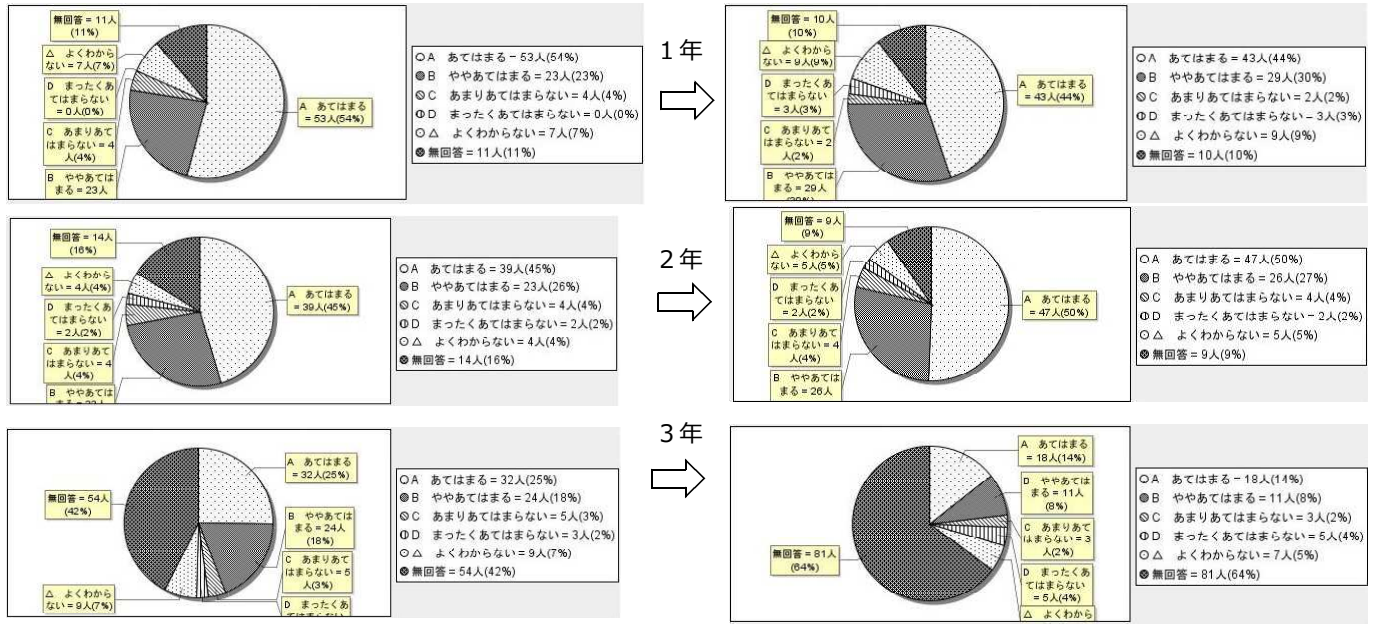 無回答 = 11人
(11%)
△ よくわから
ない = 7人(7%)
D まったくあ
てはまらない
= 0人(0%)
C あまりあて
はまらない = 4
人(4%)
B ややあては
まる = 23人
A あてはまる
= 53人(54%)
A あてはまる − 53人(54%)
B ややあてはまる = 23人(23%)
C あまりあてはまらない = 4人(4%)
D まったくあてはまらない = 0人(0%)
△ よくわからない = 7人(7%)
無回答 = 11人(11%)
1年
無回答 = 10人
(10%)
△ よくわから
ない = 9人(9%)
D まったくあ
てはまらない
= 3人(3%)
C あまりあて
はまらない = 2
人(2%)
B ややあては
まる = 29人
A あてはまる
= 43人(44%)
A あてはまる = 43人(44%)
B ややあてはまる = 29人(30%)
C あまりあてはまらない = 2人(2%)
D まったくあてはまらない − 3人(3%)
△ よくわからない = 9人(9%)
無回答 = 10人(10%)
無回答 = 14人
(16%)
△ よくわから
ない = 4人(4%)
D まったくあ
てはまらない
= 2人(2%)
C あまりあて
はまらない = 4
人(4%)
B ややあては
A あてはまる
= 39人(45%)
A あてはまる = 39人(45%)
B ややあてはまる = 23人(26%)
C あまりあてはまらない = 4人(4%)
D まったくあてはまらない = 2人(2%)
△ よくわからない = 4人(4%)
無回答 = 14人(16%)
2年
無回答 = 9人
(9%)
△ よくわから
ない = 5人(5%)
D まったくあ
てはまらない
= 2人(2%)
C あまりあて
はまらない = 4
人(4%)
B ややあては
まる = 26人
A あてはまる
= 47人(50%)
A あてはまる = 47人(50%)
B ややあてはまる = 26人(27%)
C あまりあてはまらない = 4人(4%)
D まったくあてはまらない − 2人(2%)
△ よくわからない = 5人(5%)
無回答 = 9人(9%)
無回答 = 54人
(42%)
△ よくわから
ない = 9人(7%)
A あてはまる
= 32人(25%)
B ややあては
まる = 24人
(18%)
C あまりあて
はまらない = 5
人(3%)
D まったくあ
A あてはまる = 32人(25%)
B ややあてはまる = 24人(18%)
C あまりあてはまらない = 5人(3%)
D まったくあてはまらない = 3人(2%)
△ よくわからない = 9人(7%)
無回答 = 54人(42%)
3年
無回答 = 81人
(64%)
A あてはまる
= 18人(14%)
D ややあては
まる = 11人
(8%)
C あまりあて
はまらない = 3
人(2%)
D まったくあ
てはまらない
= 5人(4%)
△ よくわから
A あてはまる − 18人(14%)
B ややあてはまる = 11人(8%)
C あまりあてはまらない = 3人(2%)
D まったくあてはまらない − 5人(4%)
△ よくわからない = 7人(5%)
無回答 = 81人(64%)